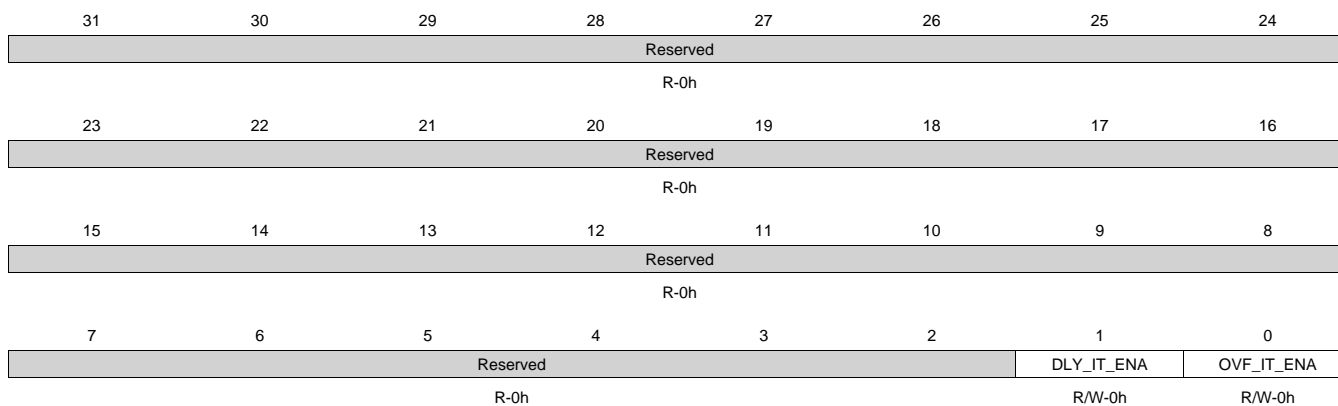 31 30 29 28 27 26 25 24
Reserved
R-0h
23 22 21 20 19 18 17 16
Reserved
R-0h
15 14 13 12 11 10 9 8
Reserved
R-0h
7 6 5 4 3 2 1 0
Reserved DLY_IT_ENA OVF_IT_ENA
R-0h R/W-0h R/W-0h